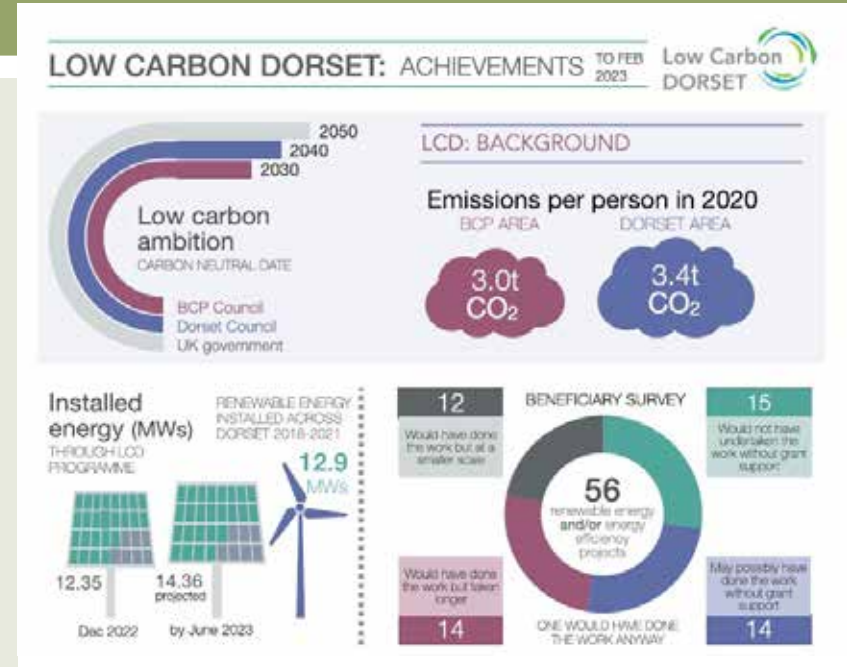 LOW CARBON DORSET: ACHIEVEMENTS TO FEB 2023
Low Carbon
DORSET
2050
2040
2030
Low carbon
ambition
CARBON NEUTRAL DATE
BCP Council
Dorset Council
UK government
LCD: BACKGROUND
Emissions per person in 2020
BCP AREA
DORSET AREA
3.0t
CO₂
3.4t
CO₂
Installed
energy (MWs)
THROUGH LCD
PROGRAMME
RENEWABLE ENERGY
INSTALLED ACROSS
DORSET 2018-2021
12.9
MWs
12.35
Dec 2022
14.36
projected
by June 2023
BENEFICIARY SURVEY
12
Would have done
the work but at a
smaller scale
15
Would not have
undertaken the
work without grant
support
56
renewable energy
and/or energy
efficiency
projects
Would have done
the work but taken
longer
14
May possibly have
done the work
without grant
support
14
ONE WOULD HAVE DONE
THE WORK ANYWAY